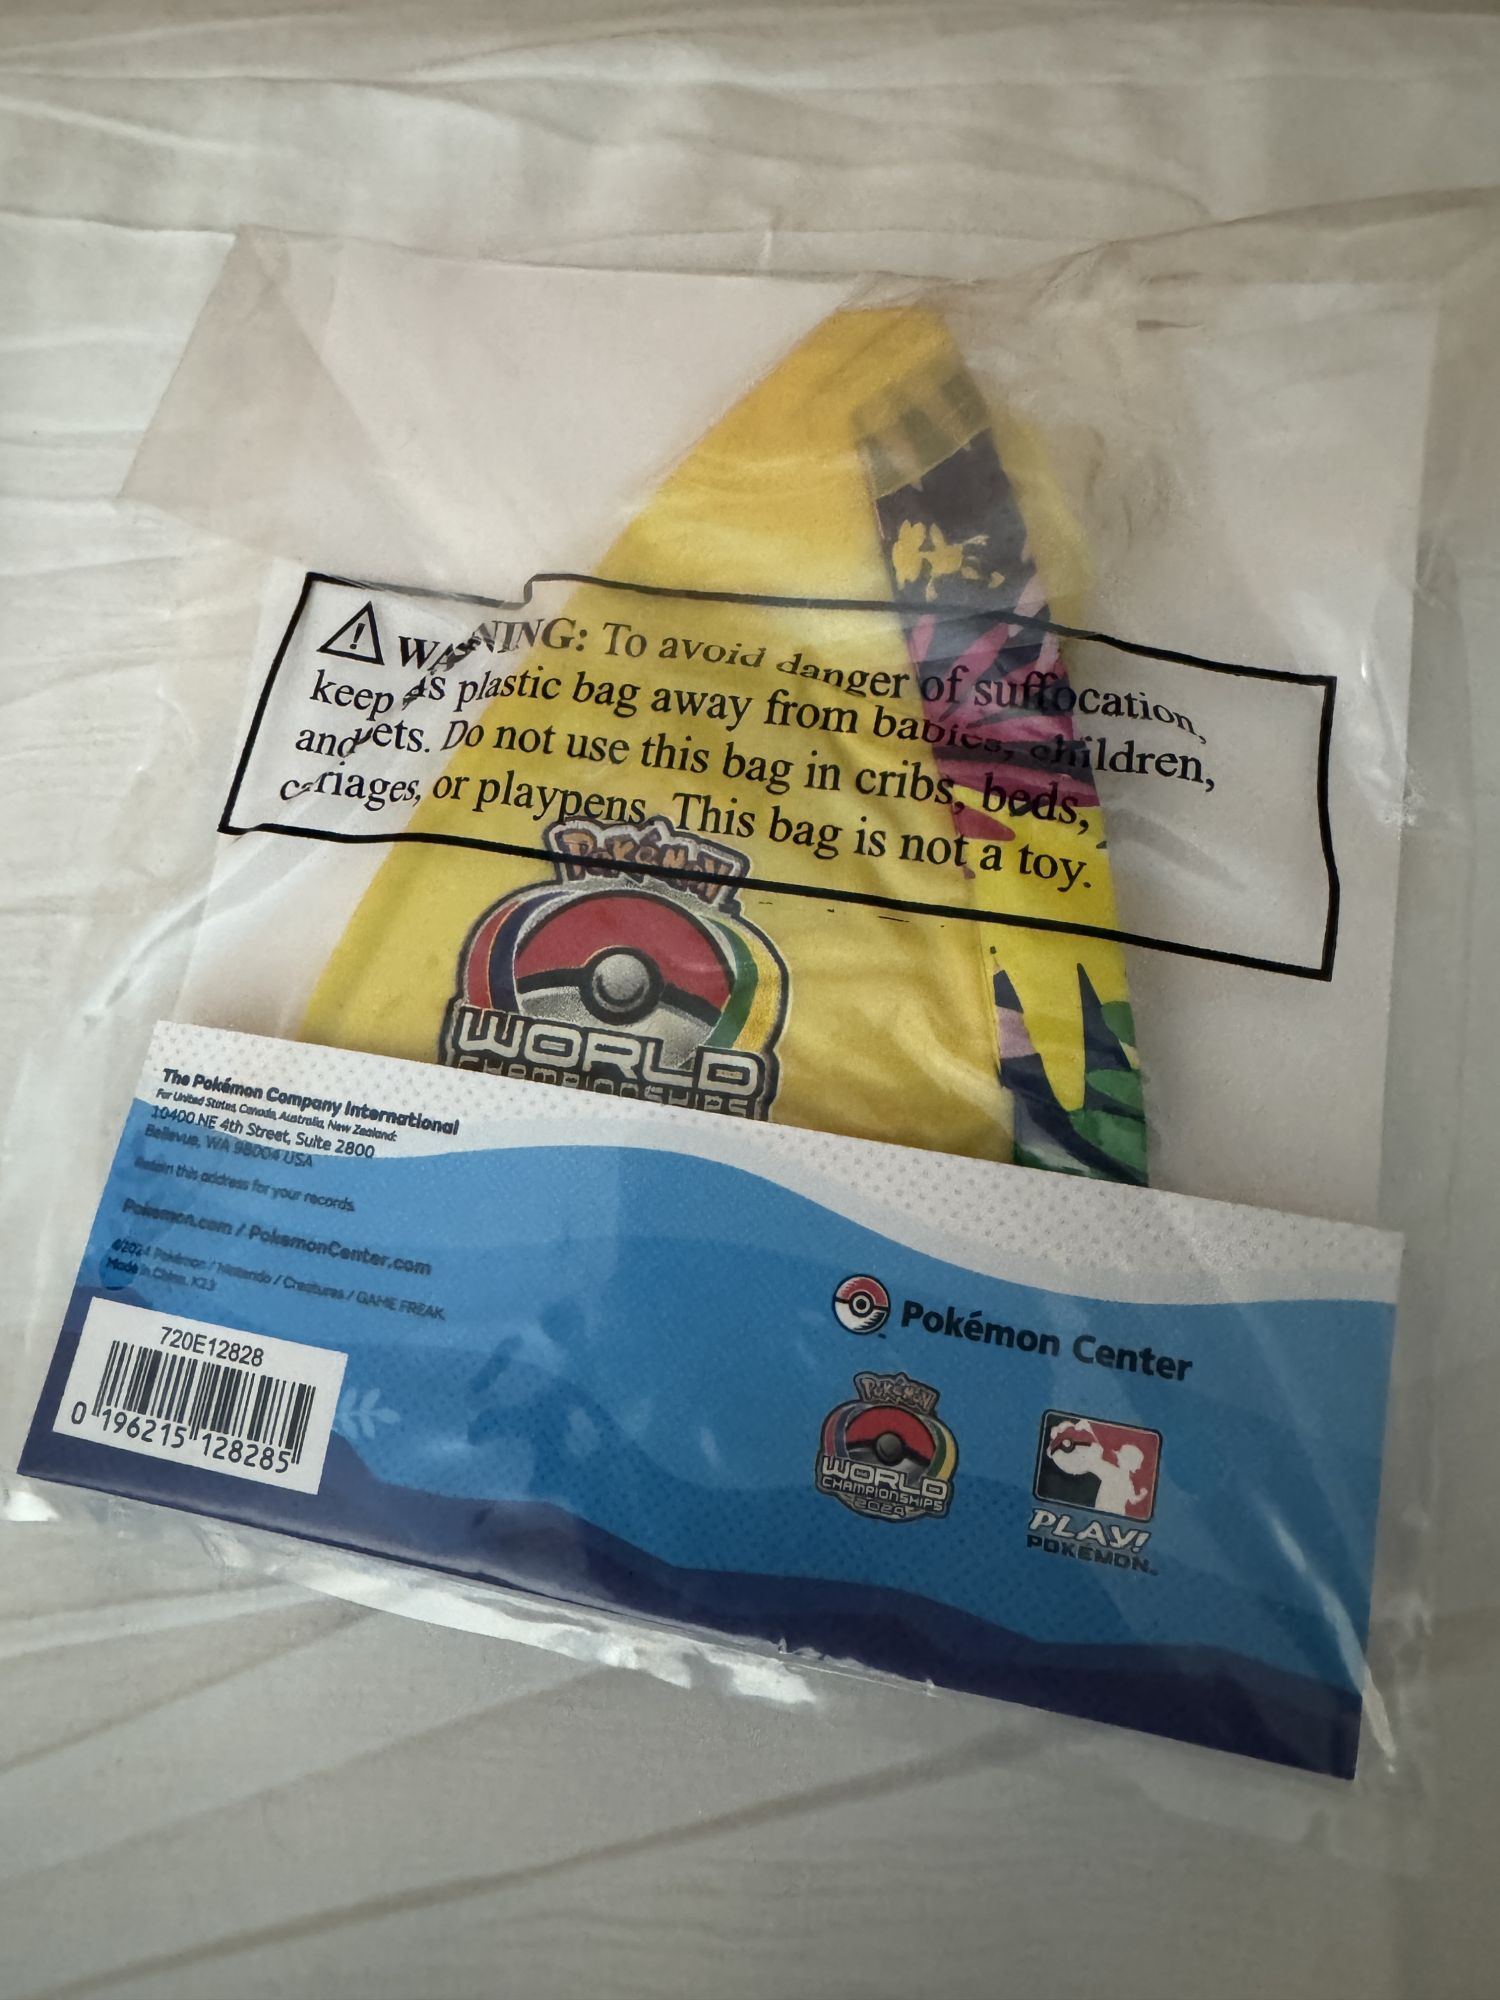 WARNING: To avoid danger of suffocation,
keep this plastic bag away from babies, children,
and pets. Do not use this bag in cribs, beds,
carriages, or playpens. This bag is not a toy.
POKéMON
WORLD
CHAMPIONSHIPS
The Pokémon Company International
For United States, Canada, Australia, New Zealand:
10400 NE 4th Street, Suite 2800
Bellevue, WA 98004 USA
Retain this address for your records.
Pokemon.com / PokemonCenter.com
©2024 Pokémon / Nintendo / Creatures / GAME FREAK.
Made in China. K23
720E12828
0 196215 128285
Pokémon Center
POKéMON
WORLD
CHAMPIONSHIPS
2024
PLAY!
POKÉMON